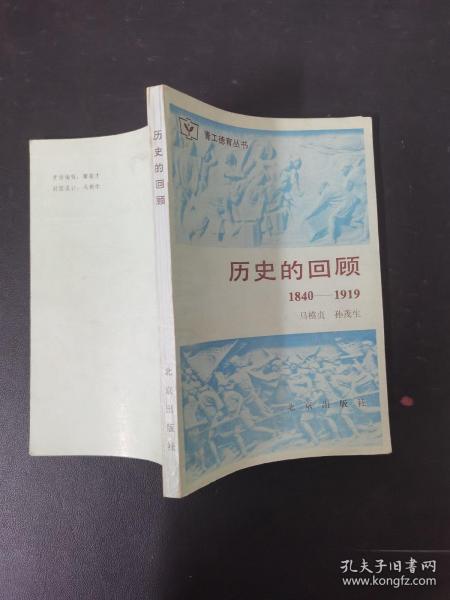 青工德育丛书
历史的回顾
1840——1919
马模贞 孙茂生
北京出版社
历史的回顾
北京出版社
孔夫子旧书网
www.kongfz.com